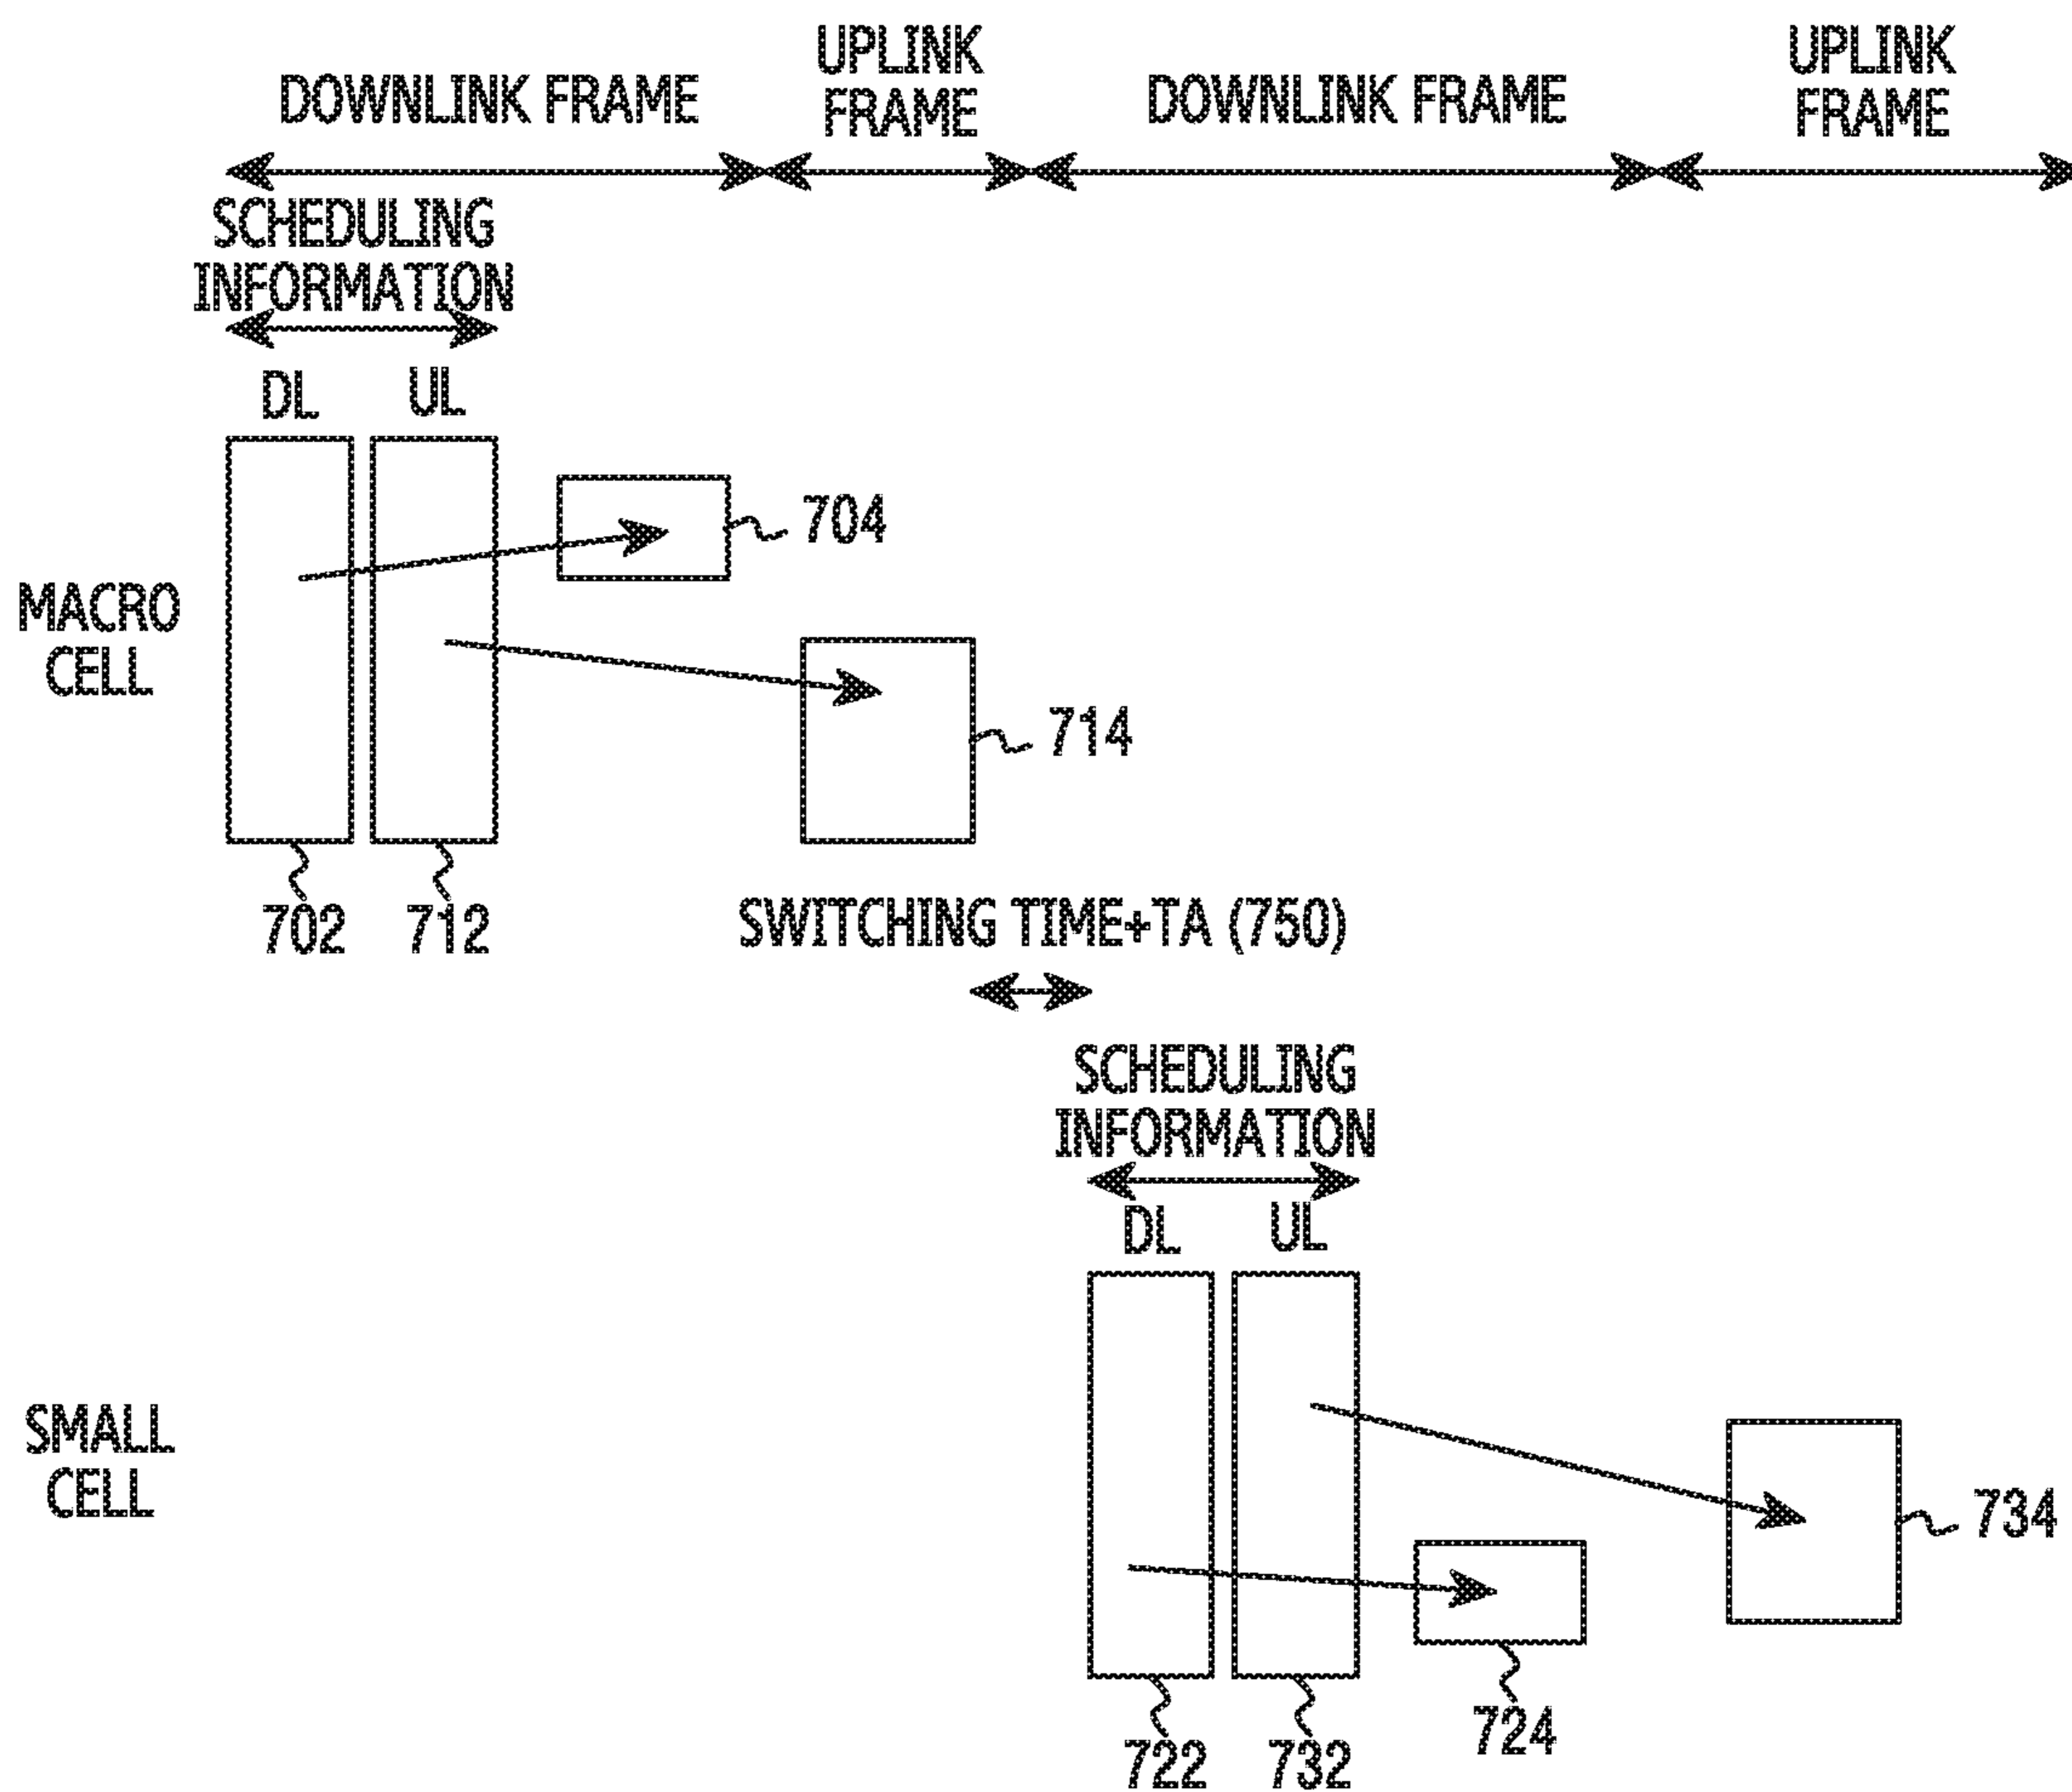 DOWNLINK FRAME
UPLINK
FRAME
DOWNLINK FRAME
UPLINK
FRAME
SCHEDULING
INFORMATION
DL
UL
704
MACRO
CELL
714
702
712
SWITCHING TIME+TA (750)
SCHEDULING
INFORMATION
DL
UL
SMALL
CELL
734
724
722
732